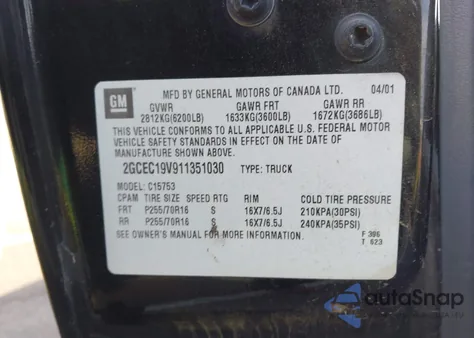 GM
MFD BY GENERAL MOTORS OF CANADA LTD. 04/01
GVWR GAWR FRT GAWR RR
2812KG(6200LB) 1633KG(3600LB) 1672KG(3686LB)
THIS VEHICLE CONFORMS TO ALL APPLICABLE U.S. FEDERAL MOTOR
VEHICLE SAFETY STANDARDS IN EFFECT ON THE DATE OF
MANUFACTURE SHOWN ABOVE.
2GCEC19V911351030 TYPE: TRUCK
MODEL: C15753
CPAM TIRE SIZE SPEED RTG RIM COLD TIRE PRESSURE
FRT P255/70R16 S 16X7/6.5J 210KPA(30PSI)
RR P255/70R16 S 16X7/6.5J 240KPA(35PSI)
SEE OWNER'S MANUAL FOR MORE INFORMATION.
F 396
T 623
autoSnap